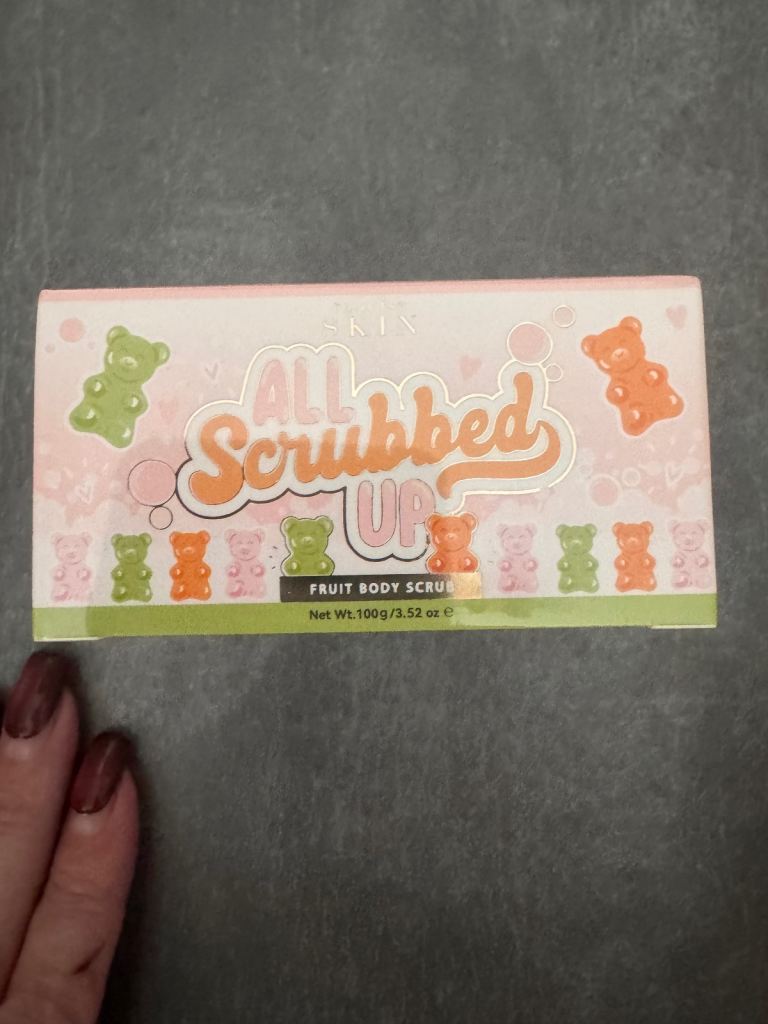 SKIN
ALL
Scrubbed
UP
FRUIT BODY SCRUB
Net Wt.100g/3.52 oz ℮